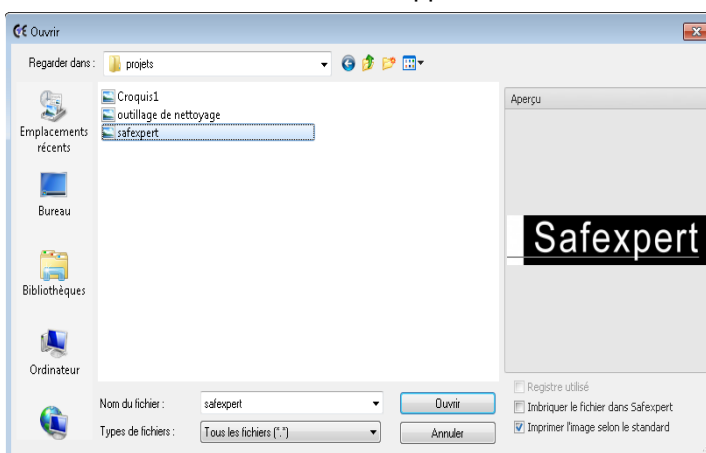 Ouvrir
Regarder dans :
projets
Emplacements
récents
Bureau
Bibliothèques
Ordinateur
Croquis1
outillage de nettoyage
safexpert
Aperçu
Safexpert
Nom du fichier :
safexpert
Ouvrir
Types de fichiers :
Tous les fichiers (*.*)
Annuler
Registre utilisé
Imbriquer le fichier dans Safexpert
Imprimer l'image selon le standard